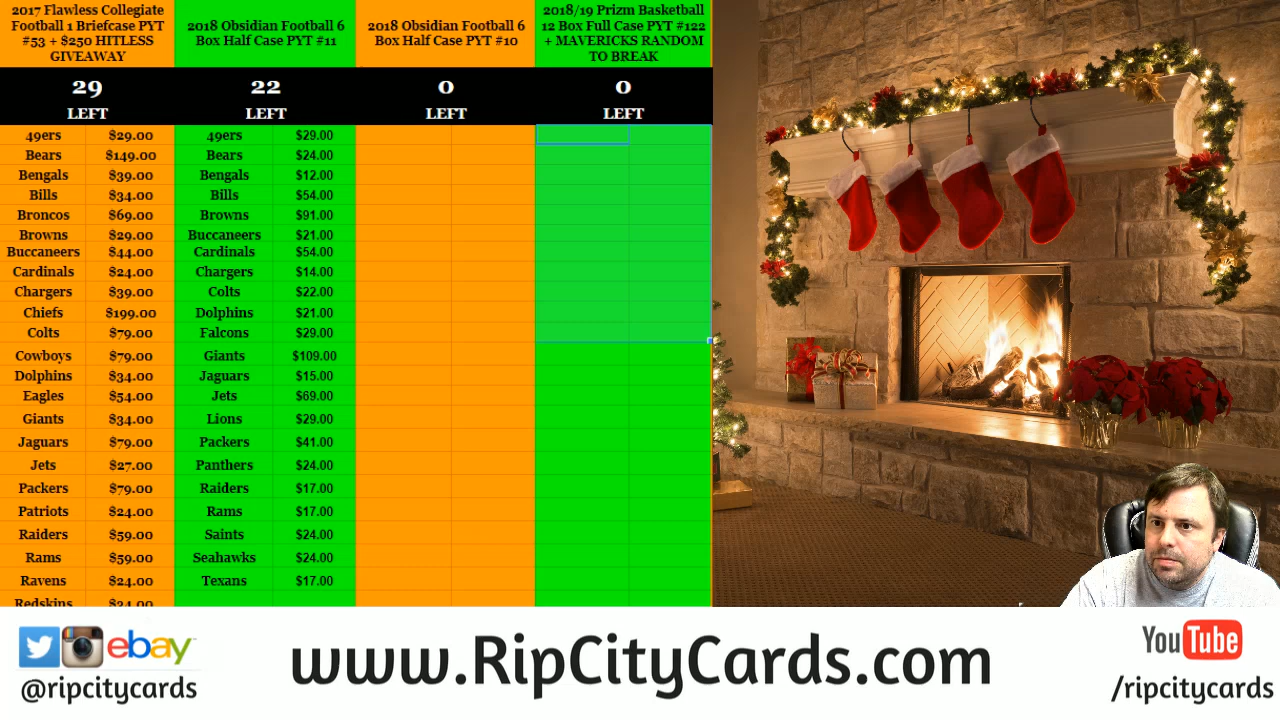 2017 Flawless Collegiate
Football 1 Briefcase PYT
#53 + $250 HITLESS
GIVEAWAY
29
LEFT
49ers $29.00
Bears $149.00
Bengals $39.00
Bills $34.00
Broncos $69.00
Browns $29.00
Buccaneers $44.00
Cardinals $24.00
Chargers $39.00
Chiefs $199.00
Colts $79.00
Cowboys $79.00
Dolphins $34.00
Eagles $54.00
Giants $34.00
Jaguars $79.00
Jets $27.00
Packers $79.00
Patriots $24.00
Raiders $59.00
Rams $59.00
Ravens $24.00
Redskins $34.00
2018 Obsidian Football 6
Box Half Case PYT #11
22
LEFT
49ers $29.00
Bears $24.00
Bengals $12.00
Bills $54.00
Browns $91.00
Buccaneers $21.00
Cardinals $54.00
Chargers $14.00
Colts $22.00
Dolphins $21.00
Falcons $29.00
Giants $109.00
Jaguars $15.00
Jets $69.00
Lions $29.00
Packers $41.00
Panthers $24.00
Raiders $17.00
Rams $17.00
Saints $24.00
Seahawks $24.00
Texans $17.00
2018 Obsidian Football 6
Box Half Case PYT #10
0
LEFT
2018/19 Prizm Basketball
12 Box Full Case PYT #122
+ MAVERICKS RANDOM
TO BREAK
0
LEFT
ebay
@ripcitycards
www.RipCityCards.com
YouTube
/ripcitycards